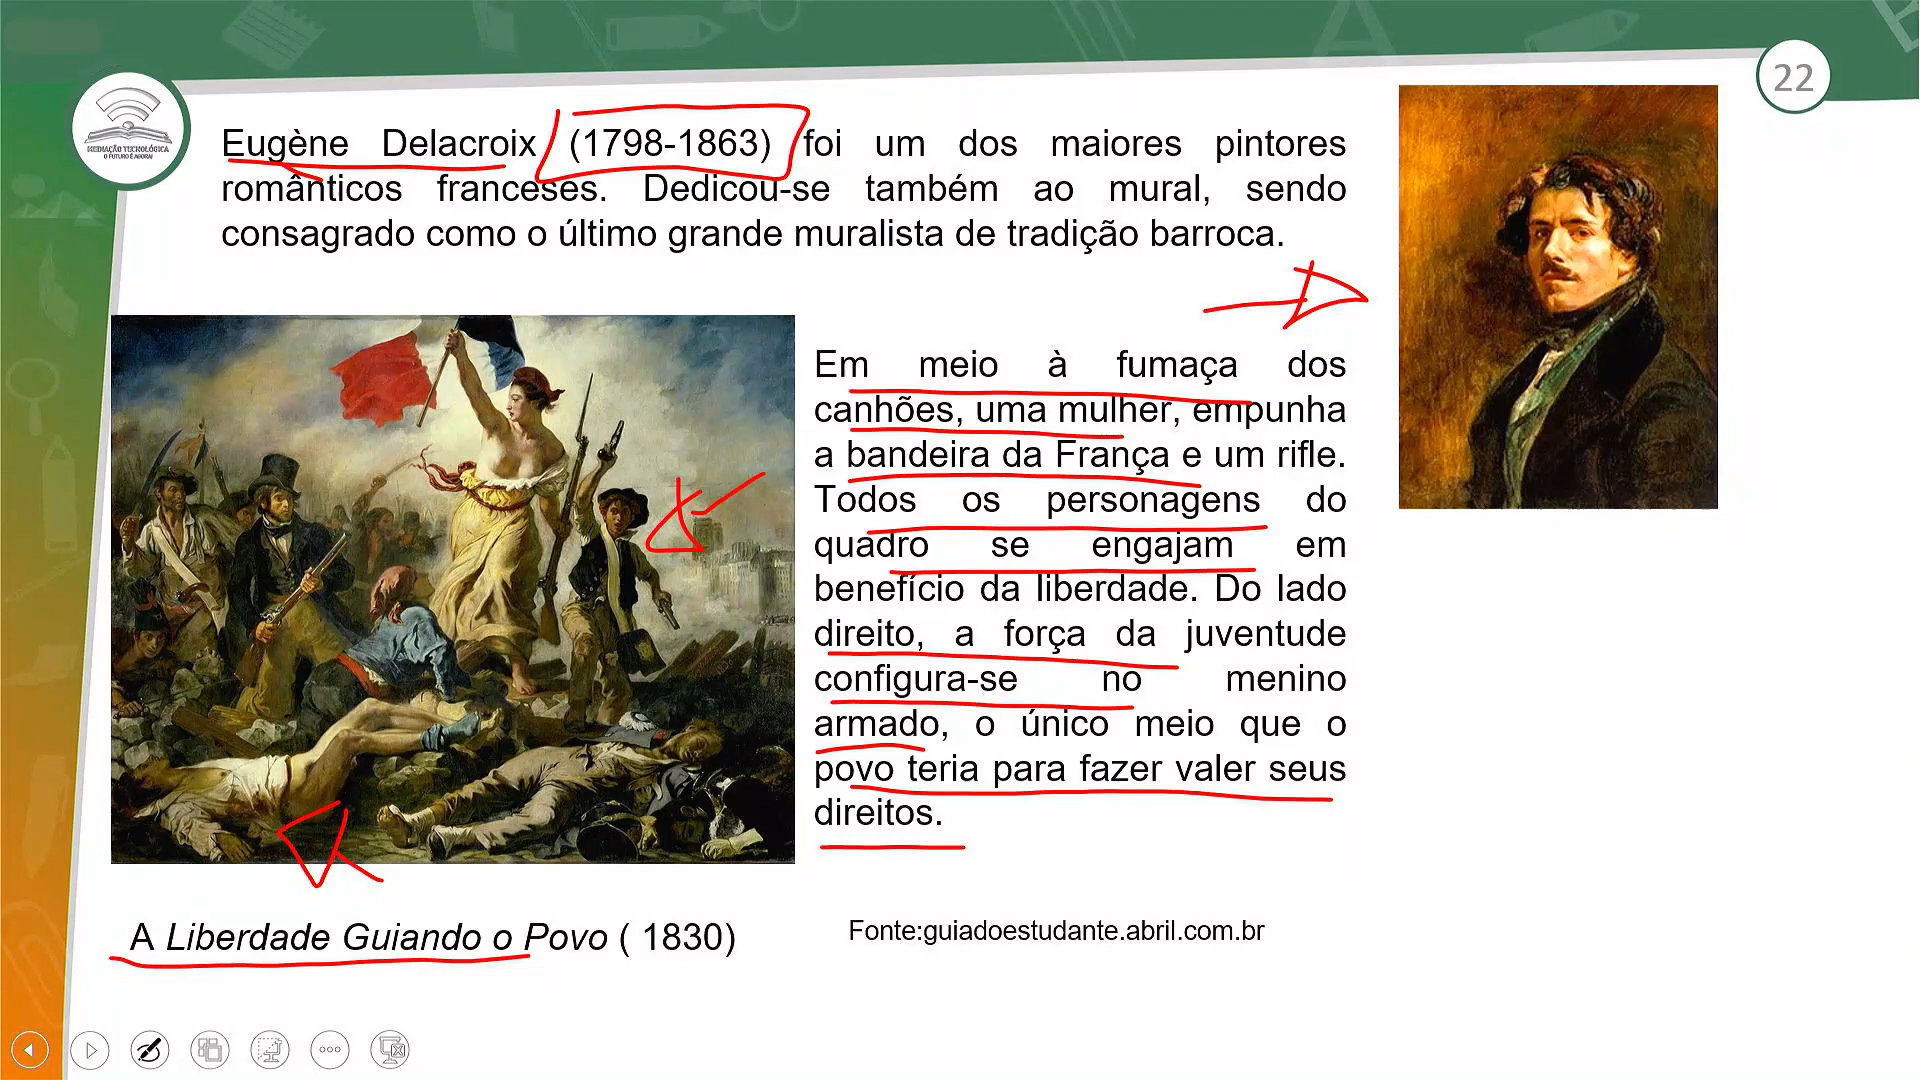 22
MEDIAÇÃO TECNOLÓGICA
O FUTURO É AGORA!
Eugène Delacroix (1798-1863) foi um dos maiores pintores
românticos franceses. Dedicou-se também ao mural, sendo
consagrado como o último grande muralista de tradição barroca.
Em meio à fumaça dos
canhões, uma mulher, empunha
a bandeira da França e um rifle.
Todos os personagens do
quadro se engajam em
benefício da liberdade. Do lado
direito, a força da juventude
configura-se no menino
armado, o único meio que o
povo teria para fazer valer seus
direitos.
A Liberdade Guiando o Povo ( 1830)
Fonte:guiadoestudante.abril.com.br